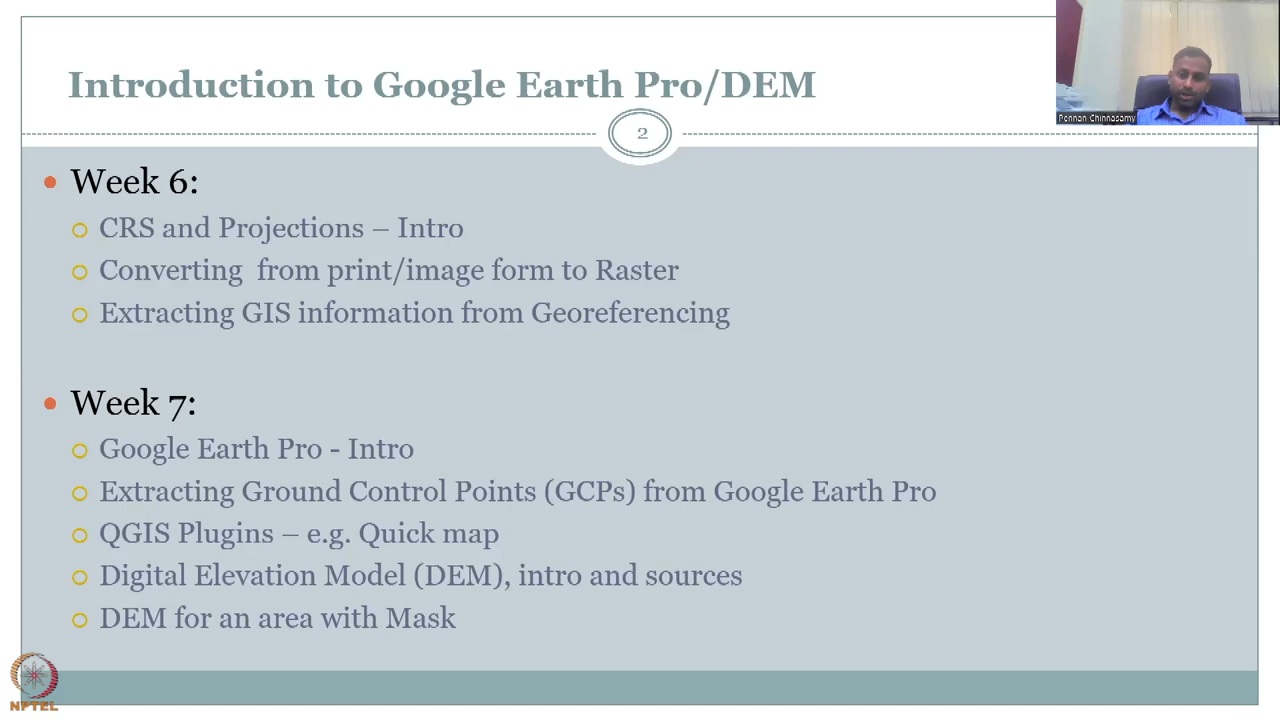 Introduction to Google Earth Pro/DEM
Pennan Chinnasamy
2
Week 6:
CRS and Projections – Intro
Converting from print/image form to Raster
Extracting GIS information from Georeferencing
Week 7:
Google Earth Pro - Intro
Extracting Ground Control Points (GCPs) from Google Earth Pro
QGIS Plugins – e.g. Quick map
Digital Elevation Model (DEM), intro and sources
DEM for an area with Mask
NPTEL